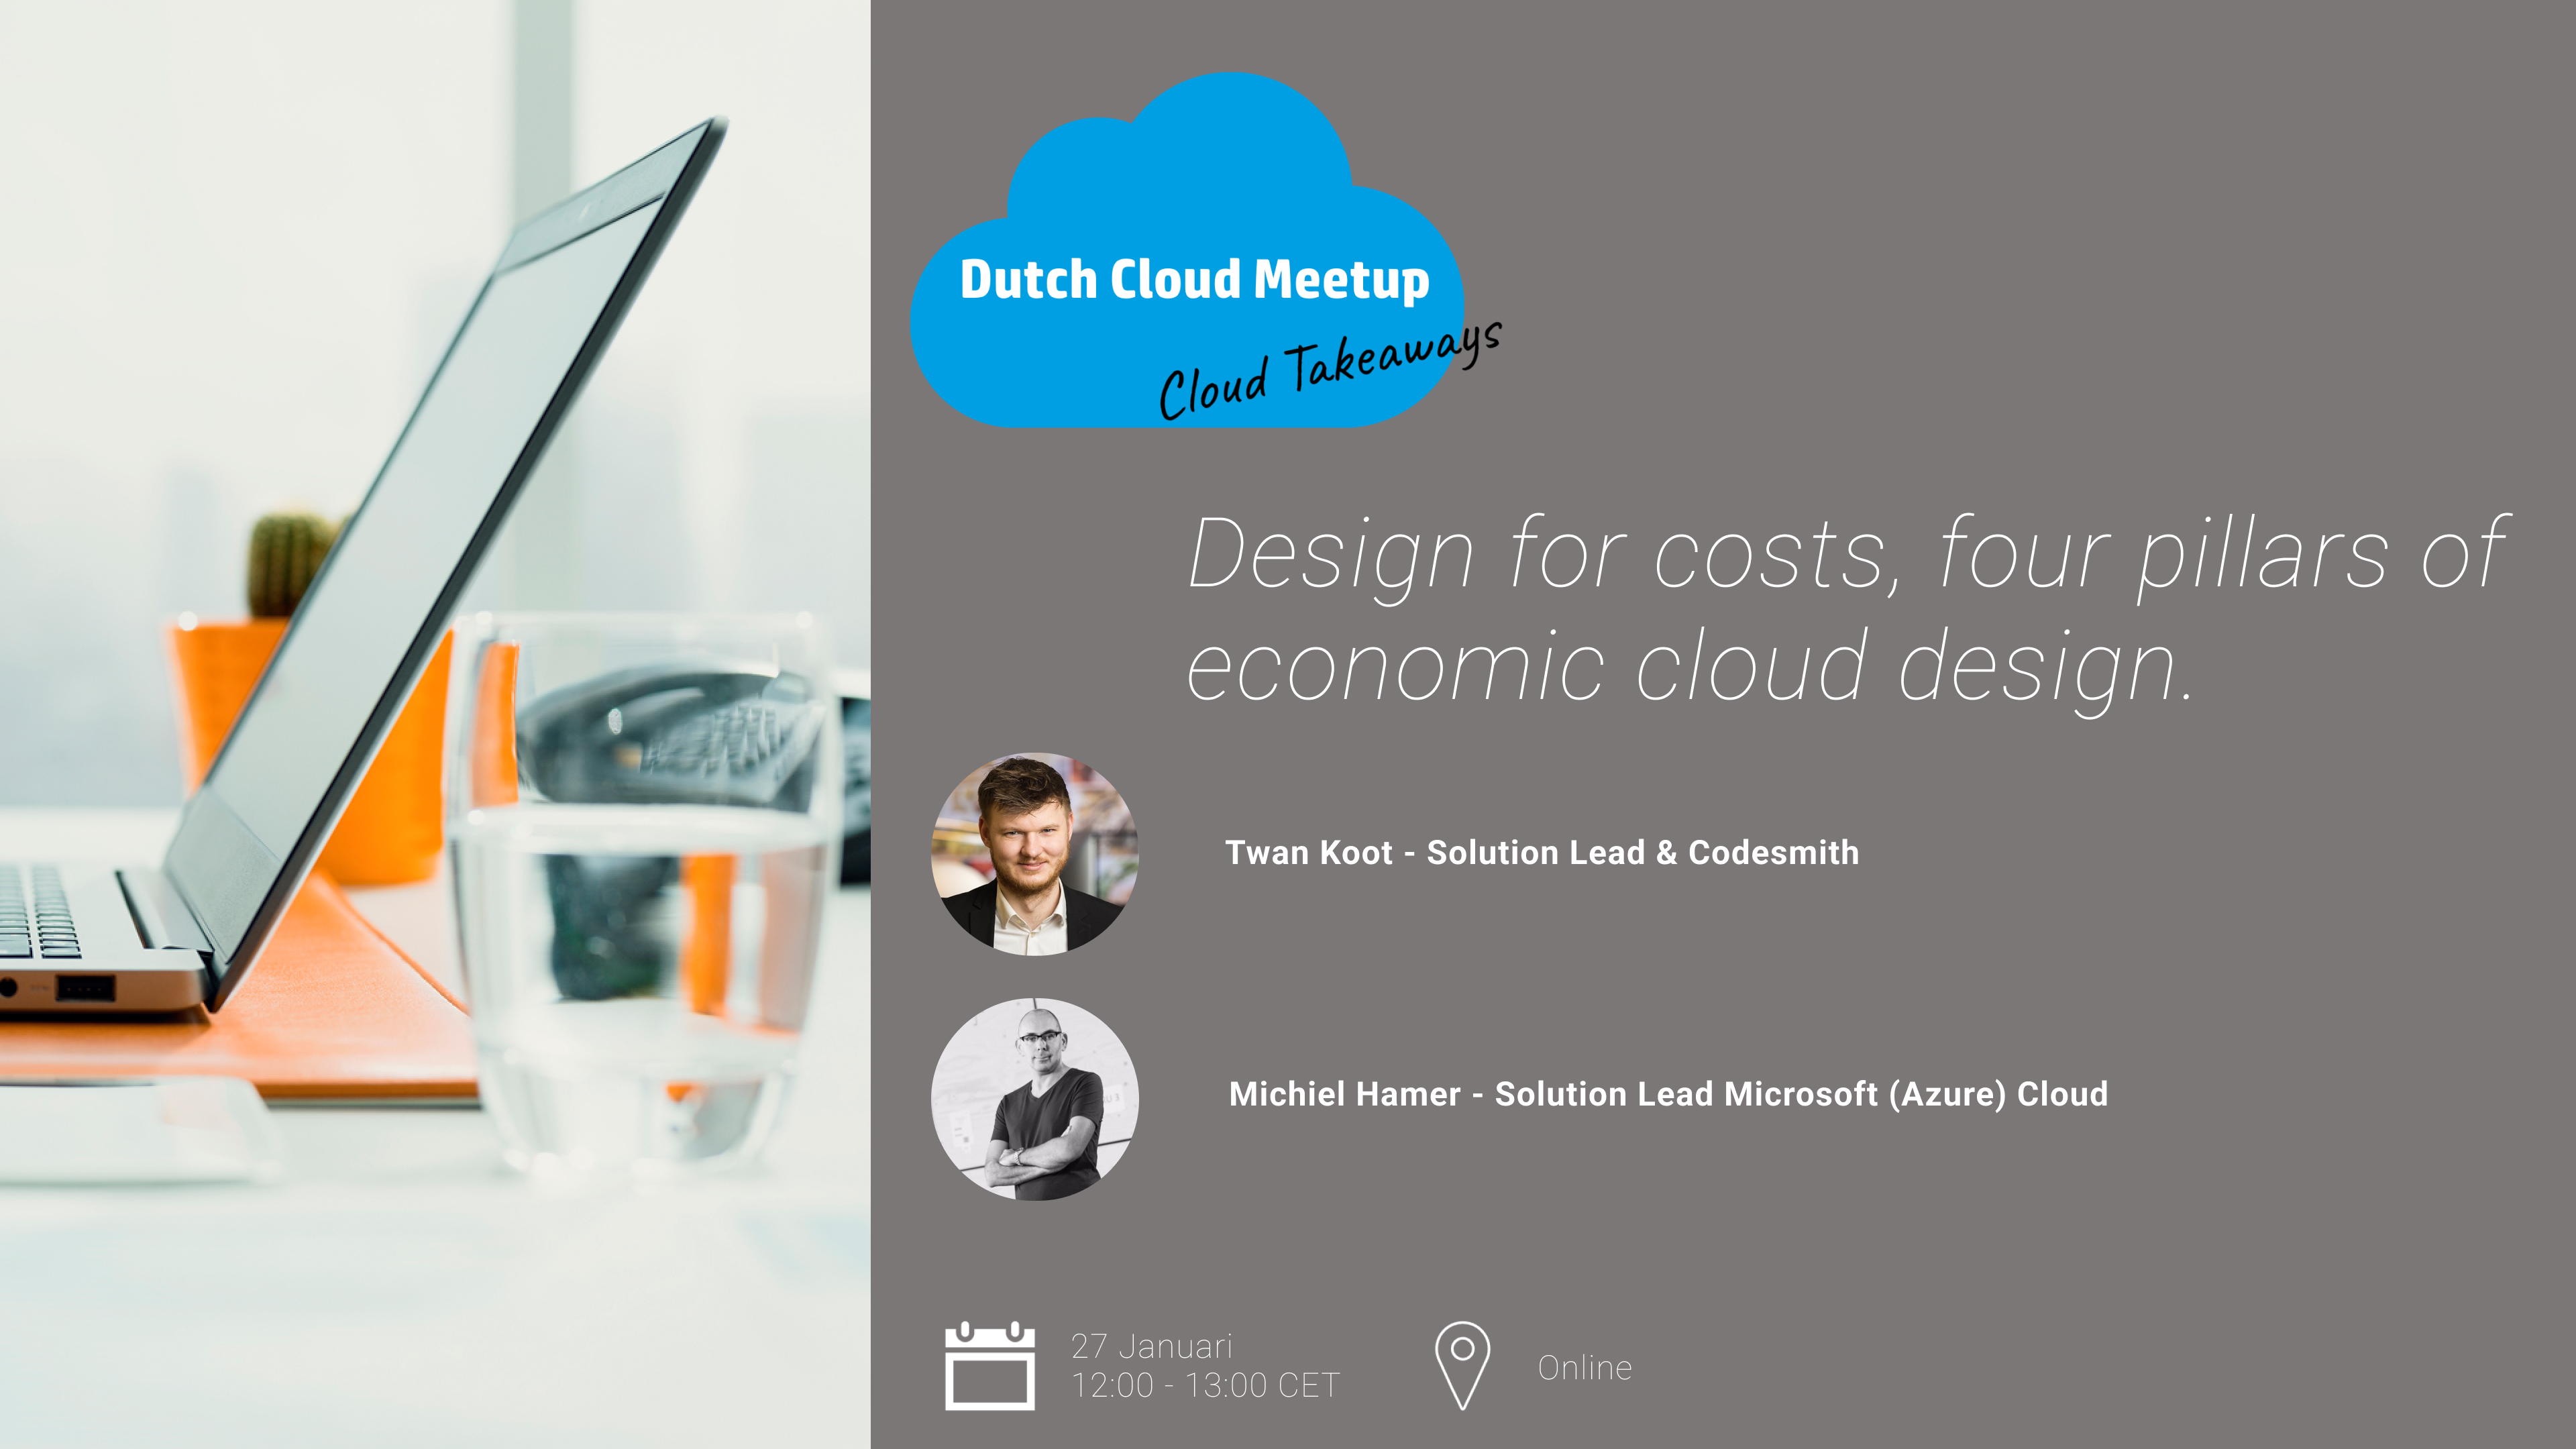 Dutch Cloud Meetup
Cloud Takeaways
Design for costs, four pillars of
economic cloud design.
Twan Koot - Solution Lead & Codesmith
Michiel Hamer - Solution Lead Microsoft (Azure) Cloud
27 Januari
12:00 - 13:00 CET
Online